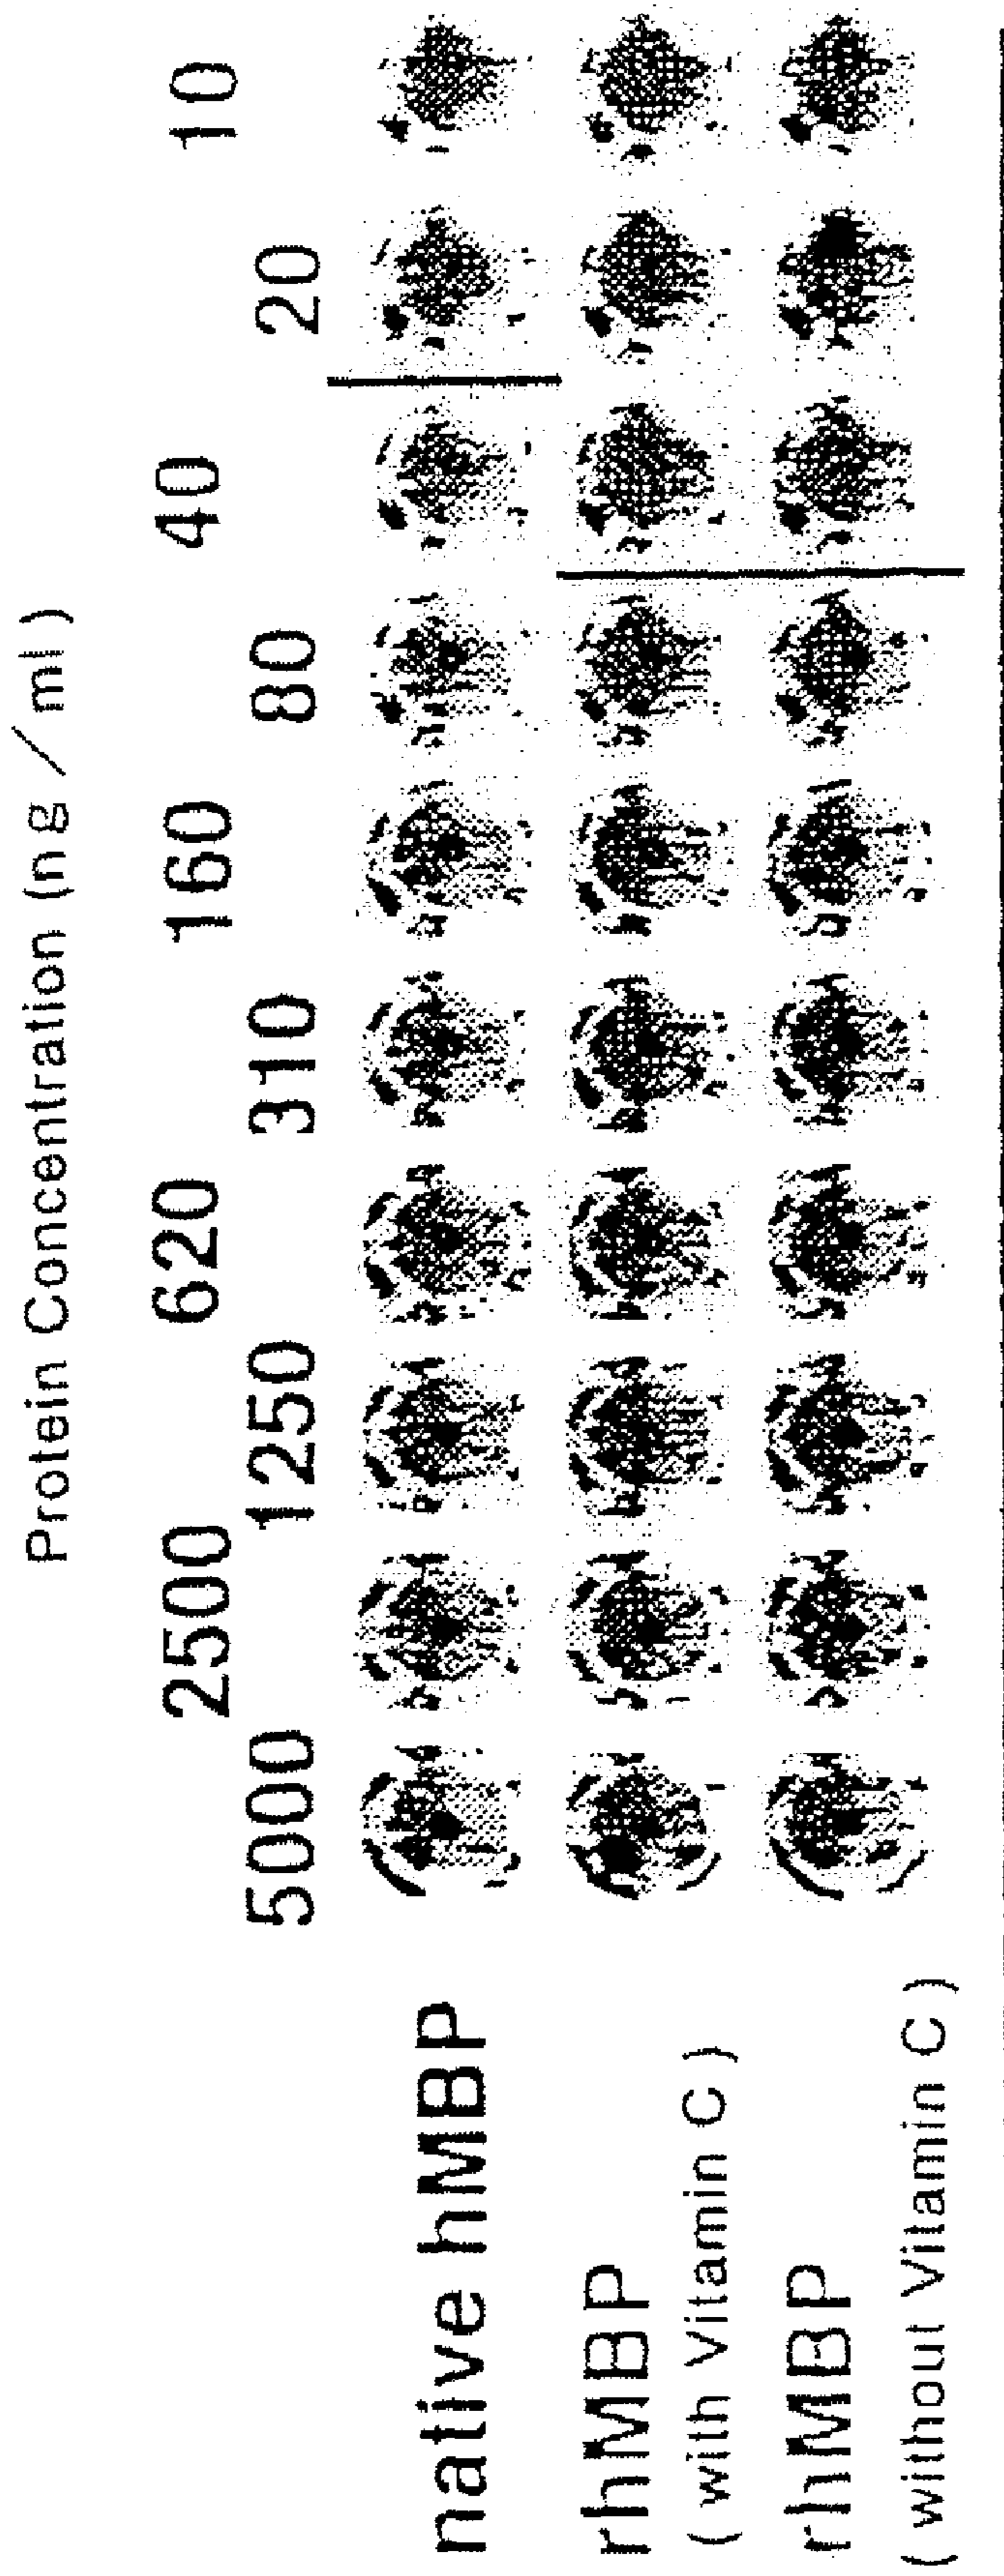 Protein Concentration (ng/ml)
5000 2500 1250 620 310 160 80 40 20 10
native hMBP
rhMBP
(with Vitamin C)
rhMBP
(without Vitamin C)